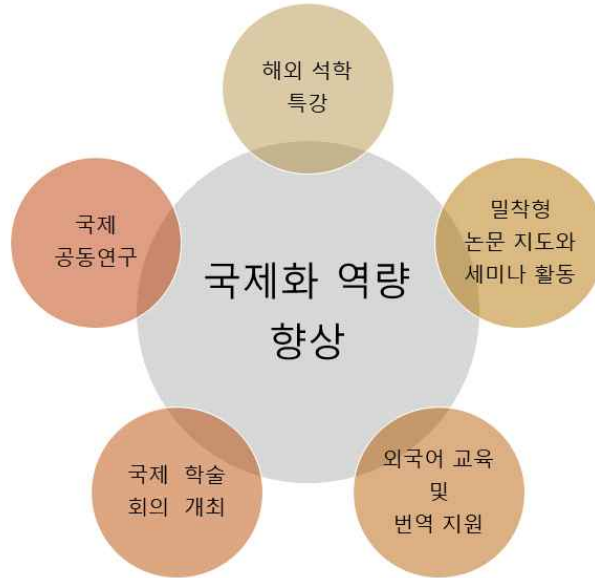 해외 석학
특강
밀착형
논문 지도와
세미나 활동
외국어 교육
및
번역 지원
국제 학술
회의 개최
국제
공동연구
국제화 역량
향상